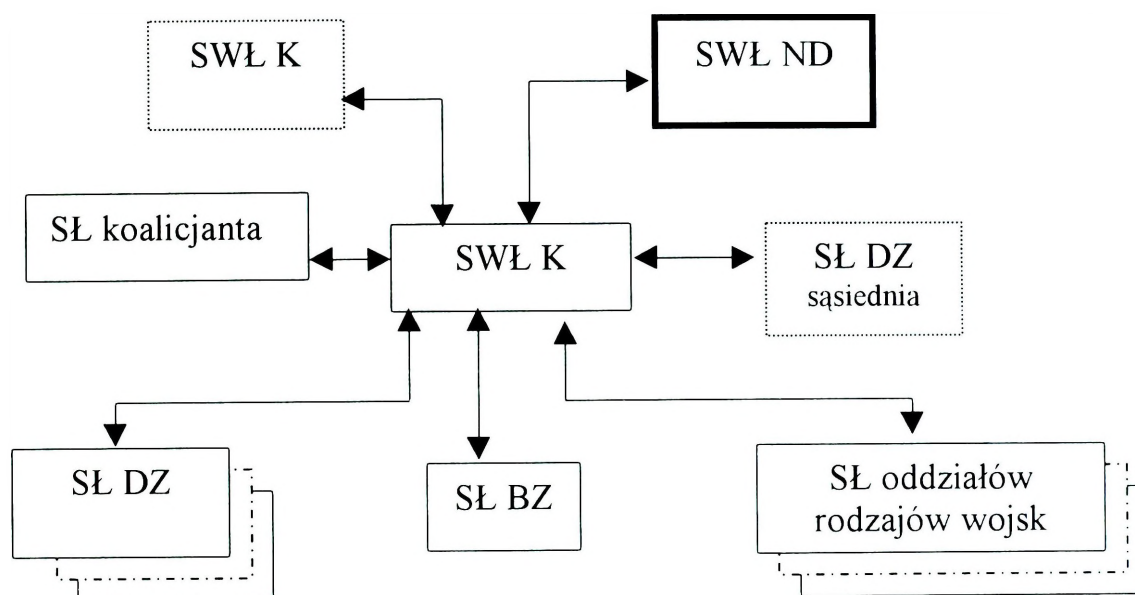 SWŁ K
SWŁ ND
SŁ koalicjanta
SWŁ K
SŁ DZ
sąsiednia
SŁ DZ
SŁ BZ
SŁ oddziałów
rodzajów wojsk